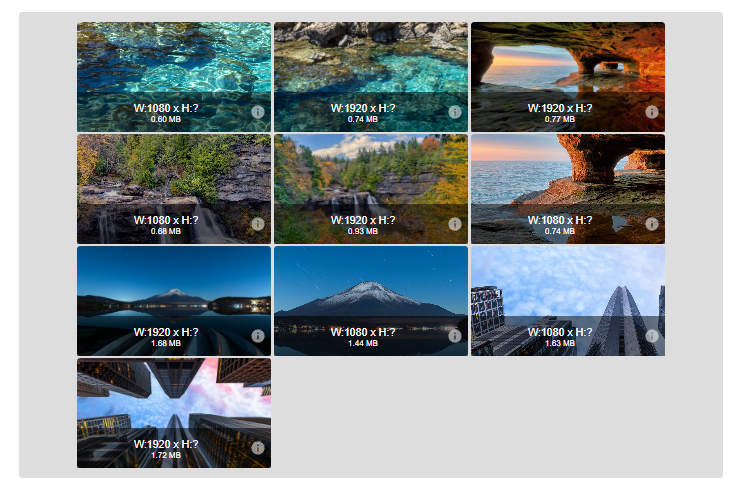 W:1080 x H:?
0.60 MB
W:1920 x H:?
0.74 MB
W:1920 x H:?
0.77 MB
W:1080 x H:?
0.68 MB
W:1920 x H:?
0.93 MB
W:1080 x H:?
0.74 MB
W:1920 x H:?
1.68 MB
W:1080 x H:?
1.44 MB
W:1080 x H:?
1.63 MB
W:1920 x H:?
1.72 MB